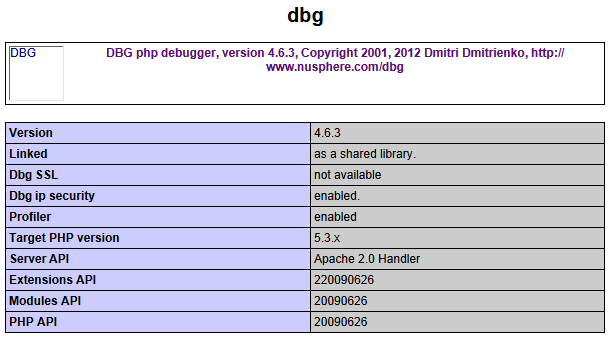 dbg
DBG
DBG php debugger, version 4.6.3, Copyright 2001, 2012 Dmitri Dmitrienko, http://
www.nusphere.com/dbg
Version 4.6.3
Linked as a shared library.
Dbg SSL not available
Dbg ip security enabled.
Profiler enabled
Target PHP version 5.3.x
Server API Apache 2.0 Handler
Extensions API 220090626
Modules API 20090626
PHP API 20090626